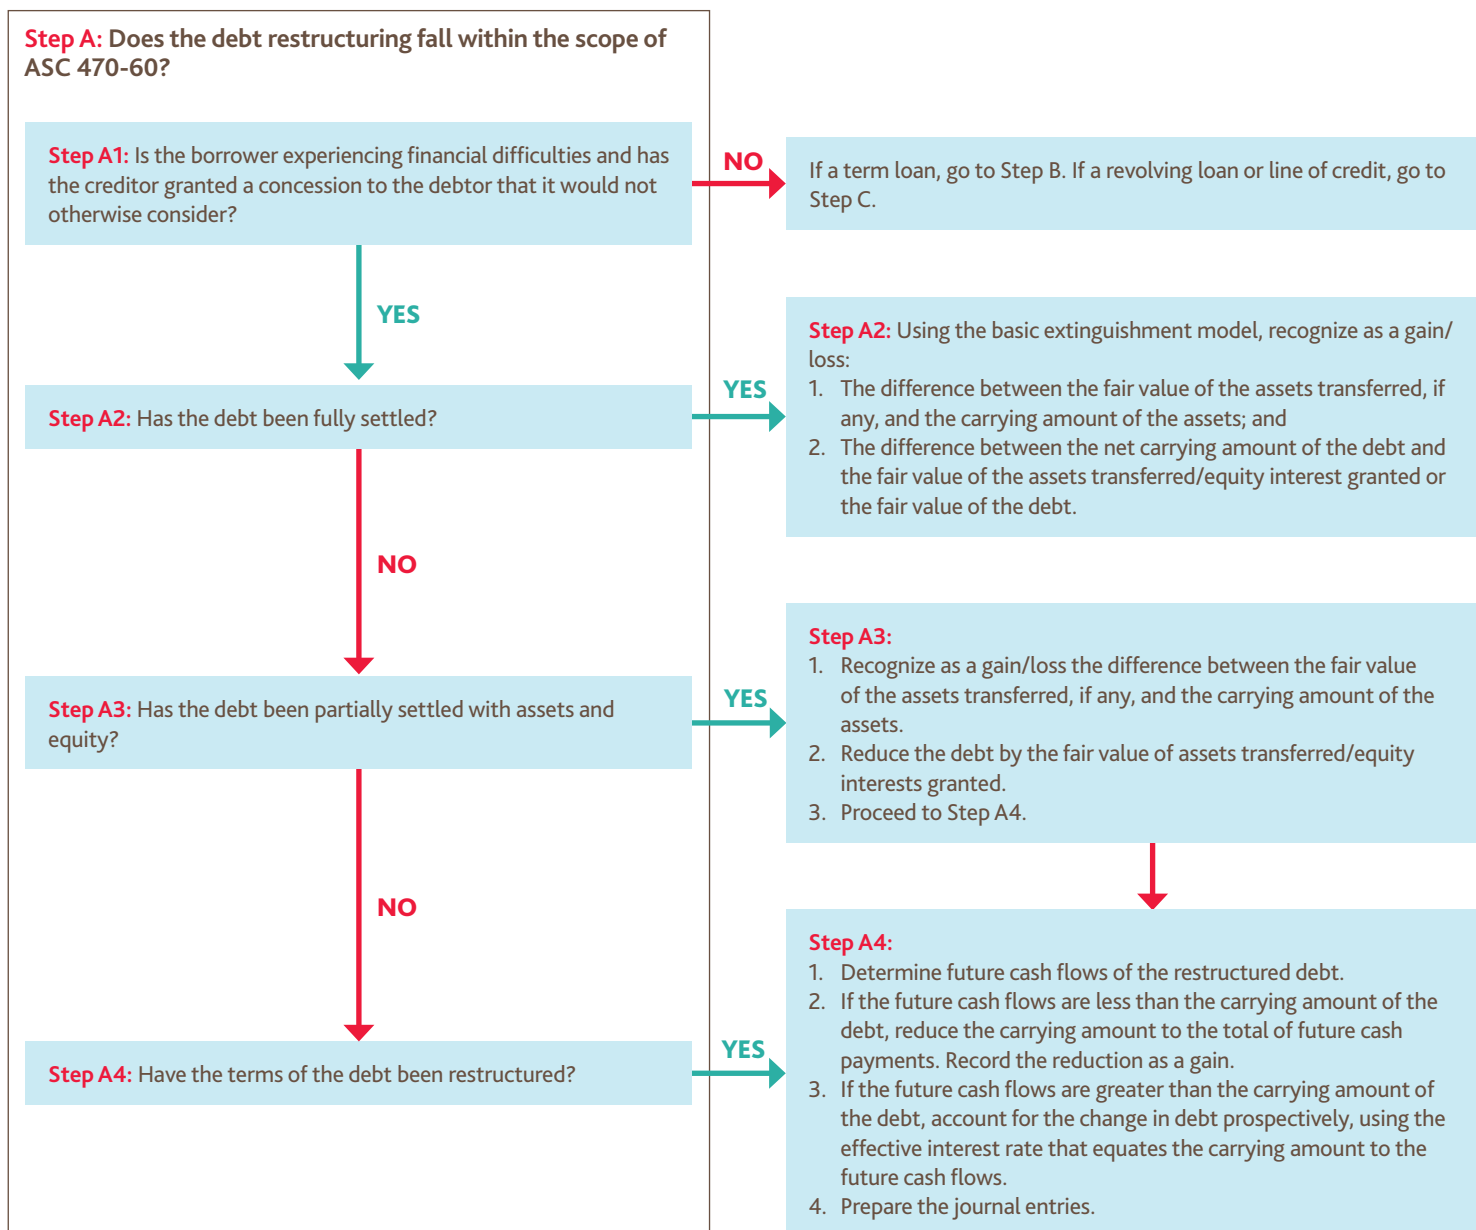 Step A: Does the debt restructuring fall within the scope of
ASC 470-60?
Step A1: Is the borrower experiencing financial difficulties and has
the creditor granted a concession to the debtor that it would not
otherwise consider?
NO
If a term loan, go to Step B. If a revolving loan or line of credit, go to
Step C.
YES
Step A2: Has the debt been fully settled?
YES
Step A2: Using the basic extinguishment model, recognize as a gain/
loss:
1. The difference between the fair value of the assets transferred, if
any, and the carrying amount of the assets; and
2. The difference between the net carrying amount of the debt and
the fair value of the assets transferred/equity interest granted or
the fair value of the debt.
NO
Step A3: Has the debt been partially settled with assets and
equity?
YES
Step A3:
1. Recognize as a gain/loss the difference between the fair value
of the assets transferred, if any, and the carrying amount of the
assets.
2. Reduce the debt by the fair value of assets transferred/equity
interests granted.
3. Proceed to Step A4.
NO
Step A4: Have the terms of the debt been restructured?
YES
Step A4:
1. Determine future cash flows of the restructured debt.
2. If the future cash flows are less than the carrying amount of the
debt, reduce the carrying amount to the total of future cash
payments. Record the reduction as a gain.
3. If the future cash flows are greater than the carrying amount of
the debt, account for the change in debt prospectively, using the
effective interest rate that equates the carrying amount to the
future cash flows.
4. Prepare the journal entries.